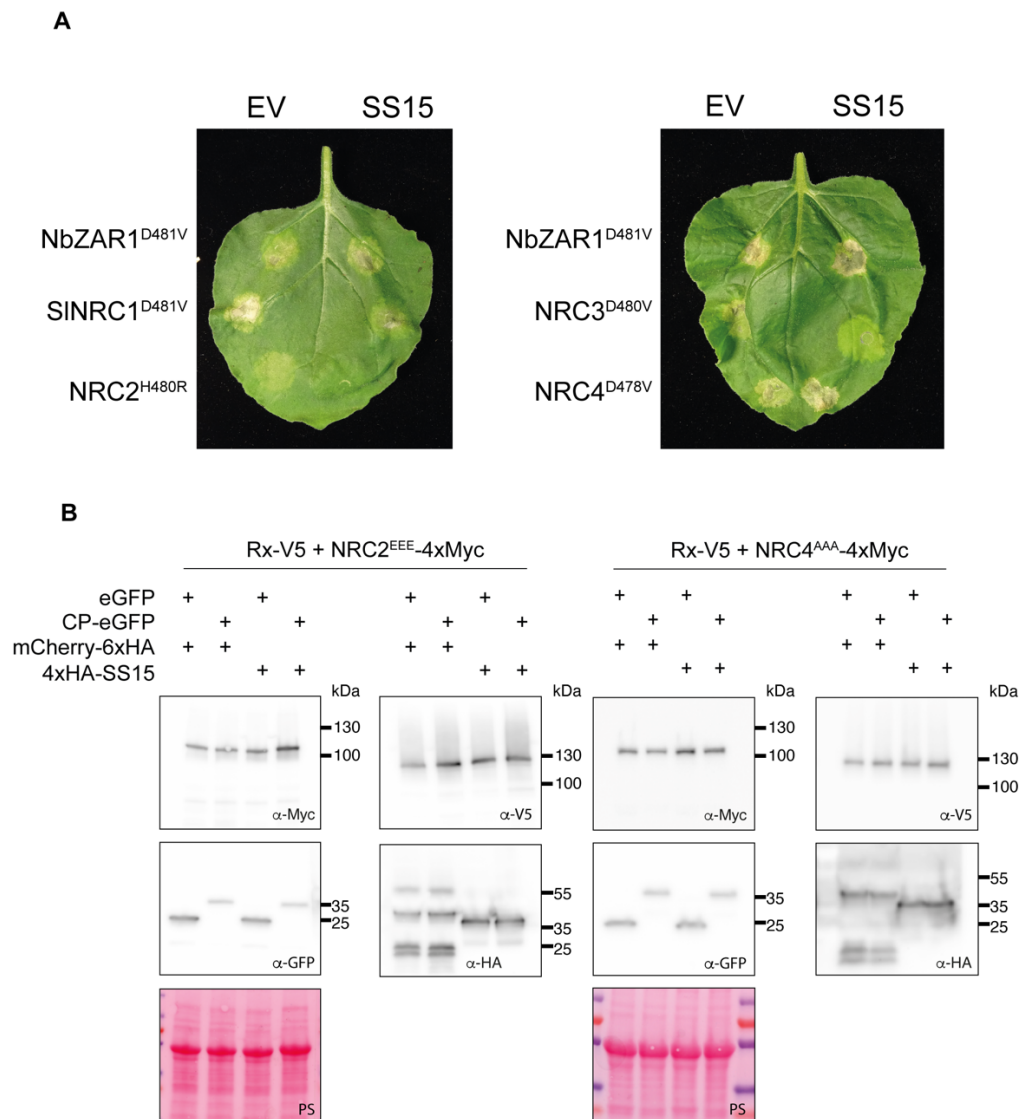 A
EV SS15 EV SS15
NbZAR1D481V NbZAR1D481V
SlNRC1D481V NRC3D480V
NRC2H480R NRC4D478V
B
Rx-V5 + NRC2EEE-4xMyc Rx-V5 + NRC4AAA-4xMyc
eGFP + + + + + + + +
CP-eGFP + + + + + + + +
mCherry-6xHA + + + + + + + +
4xHA-SS15 + + + + + + + +
kDa kDa kDa kDa
130 130 130 130
100 100 100 100
α-Myc α-V5 α-Myc α-V5
55 55
35 35 35 35
25 25 25 25
α-GFP α-HA α-GFP α-HA
PS PS